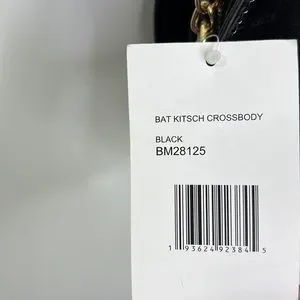 BAT KITSCH CROSSBODY
BLACK
BM28125
1 93624 92384 5